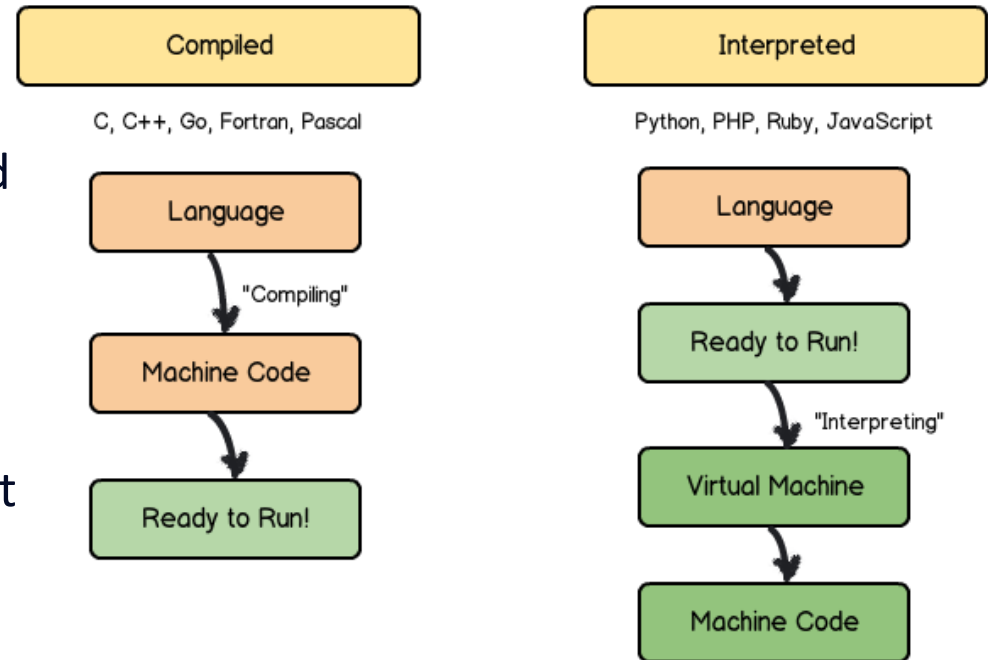 Compiled
C, C++, Go, Fortran, Pascal
Language
"Compiling"
Machine Code
Ready to Run!
Interpreted
Python, PHP, Ruby, JavaScript
Language
Ready to Run!
"Interpreting"
Virtual Machine
Machine Code
d
t